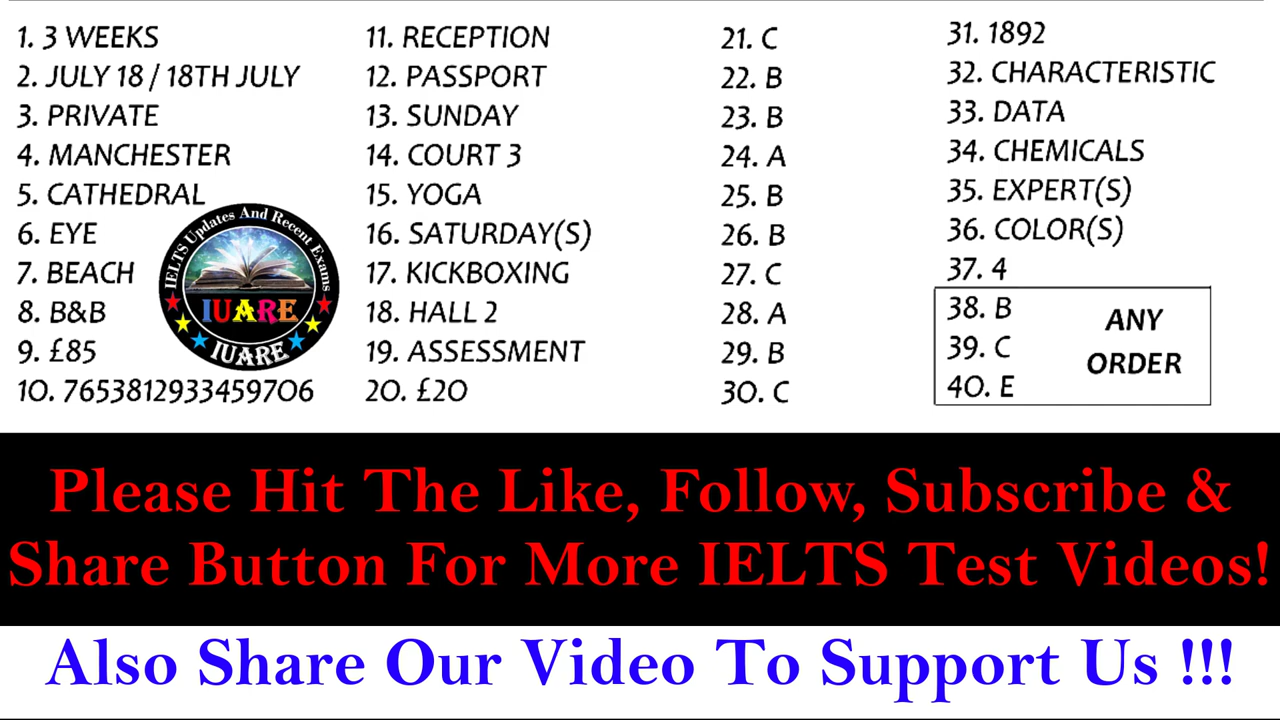 1. 3 WEEKS
2. JULY 18 / 18TH JULY
3. PRIVATE
4. MANCHESTER
5. CATHEDRAL
6. EYE
7. BEACH
8. B&B
9. £85
10. 7653812933459706
IELTS Updates And Recent Exams
IUARE
IUARE
11. RECEPTION
12. PASSPORT
13. SUNDAY
14. COURT 3
15. YOGA
16. SATURDAY(S)
17. KICKBOXING
18. HALL 2
19. ASSESSMENT
20. £20
21. C
22. B
23. B
24. A
25. B
26. B
27. C
28. A
29. B
30. C
31. 1892
32. CHARACTERISTIC
33. DATA
34. CHEMICALS
35. EXPERT(S)
36. COLOR(S)
37. 4
38. B
39. C
40. E
ANY
ORDER
Please Hit The Like, Follow, Subscribe &
Share Button For More IELTS Test Videos!
Also Share Our Video To Support Us !!!